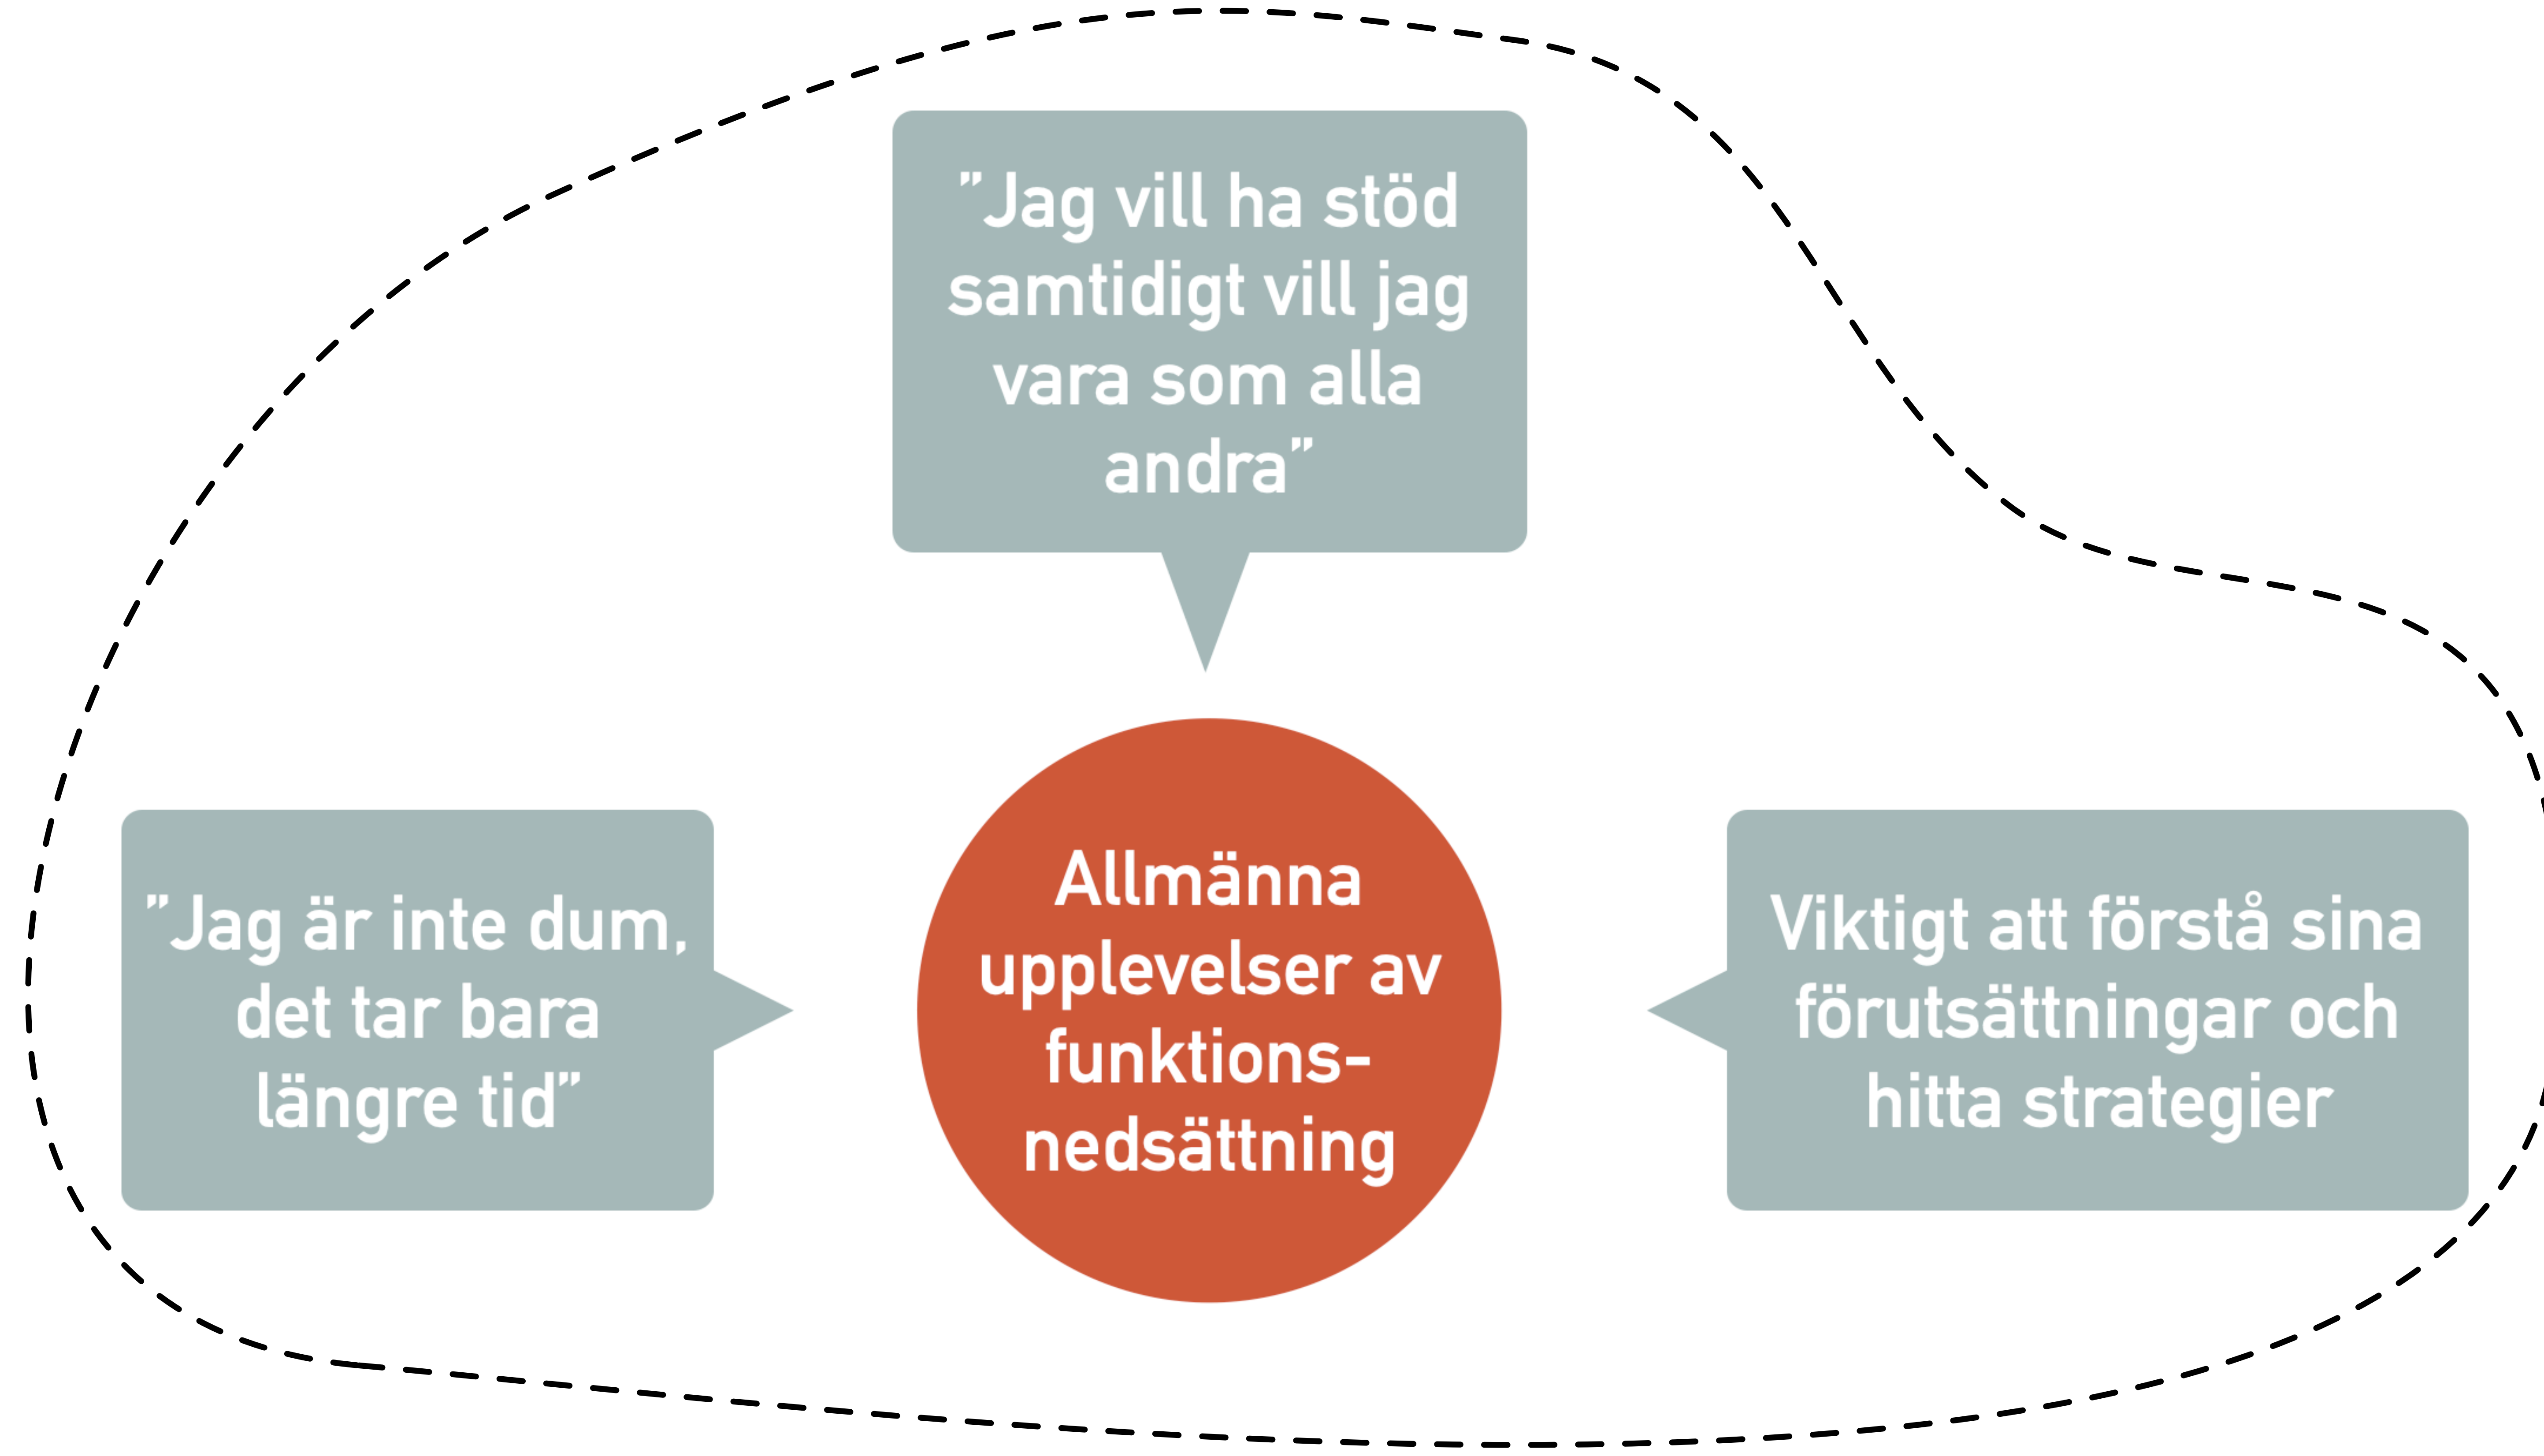 ”Jag vill ha stöd
samtidigt vill jag
vara som alla
andra”
”Jag är inte dum,
det tar bara
längre tid”
Allmänna
upplevelser av
funktions-
nedsättning
Viktigt att förstå sina
förutsättningar och
hitta strategier